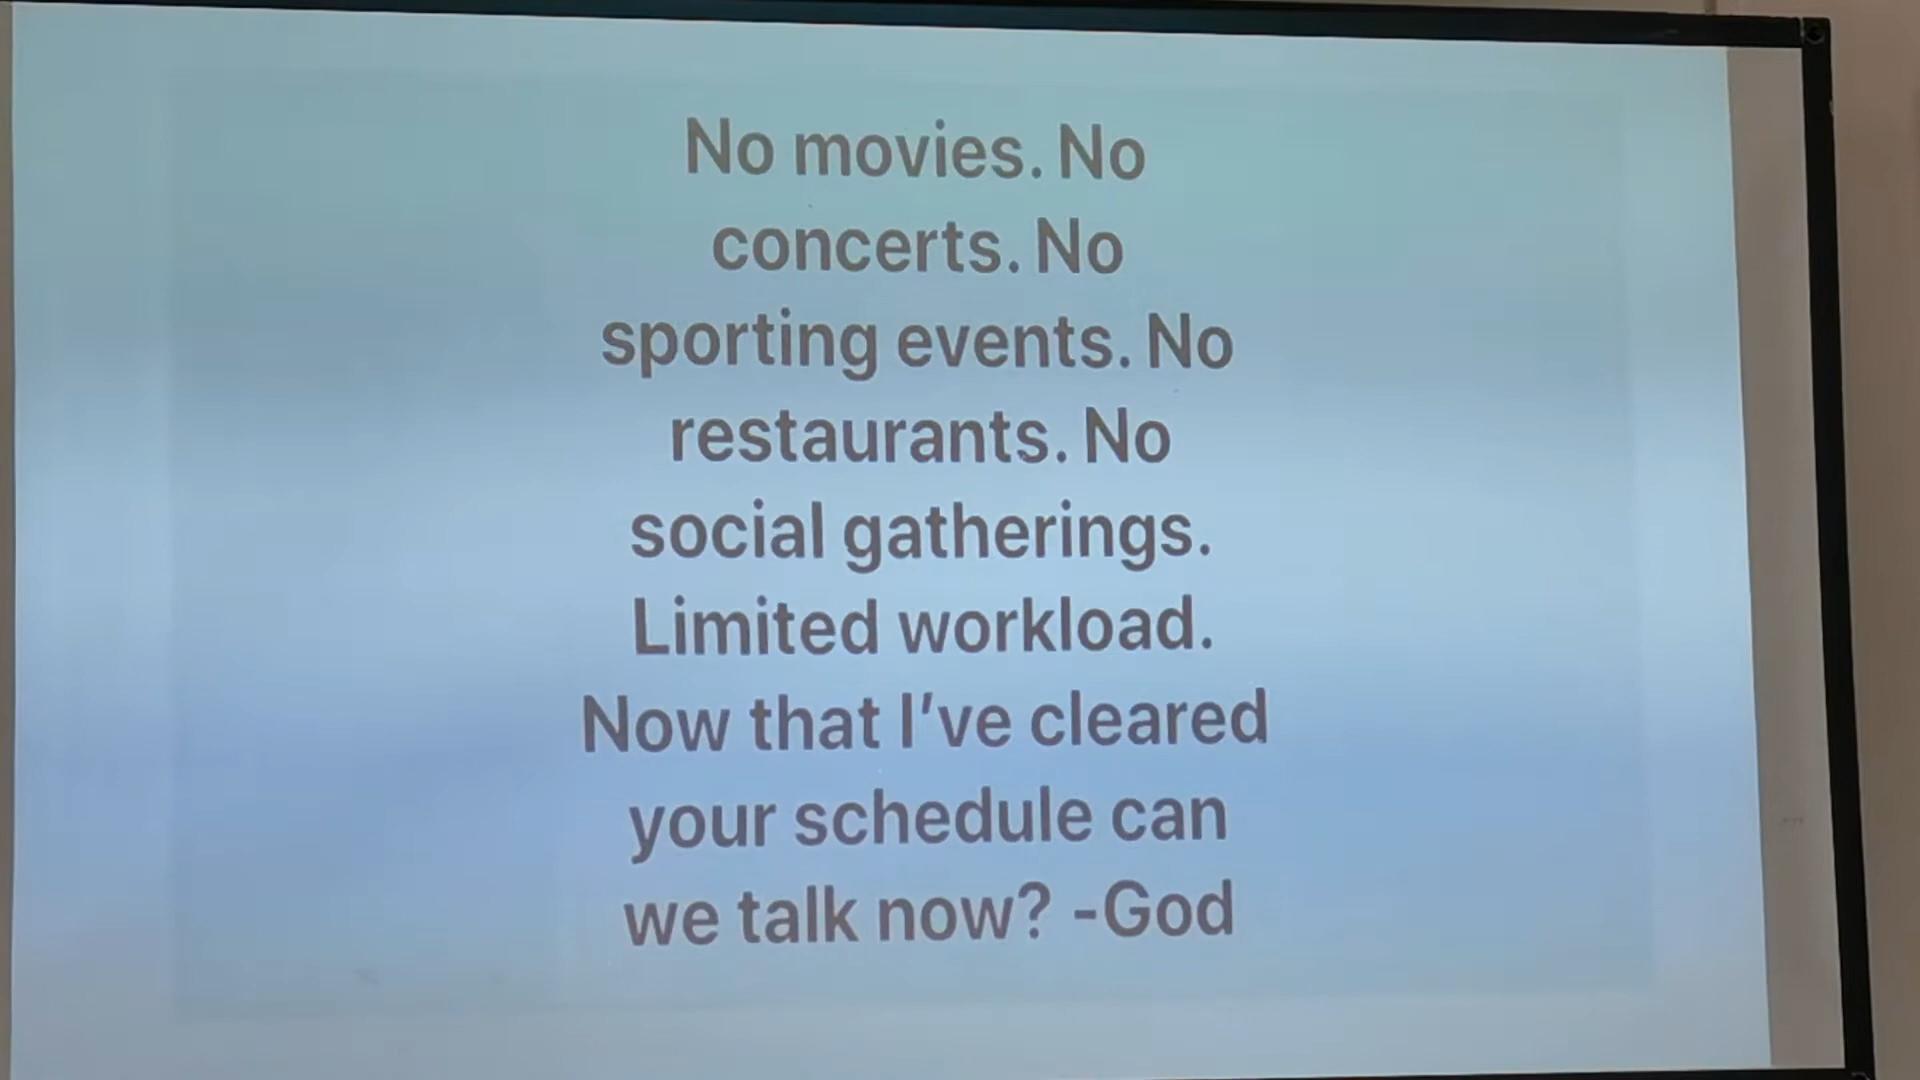 No movies. No
concerts. No
sporting events. No
restaurants. No
social gatherings.
Limited workload.
Now that I've cleared
your schedule can
we talk now? -God